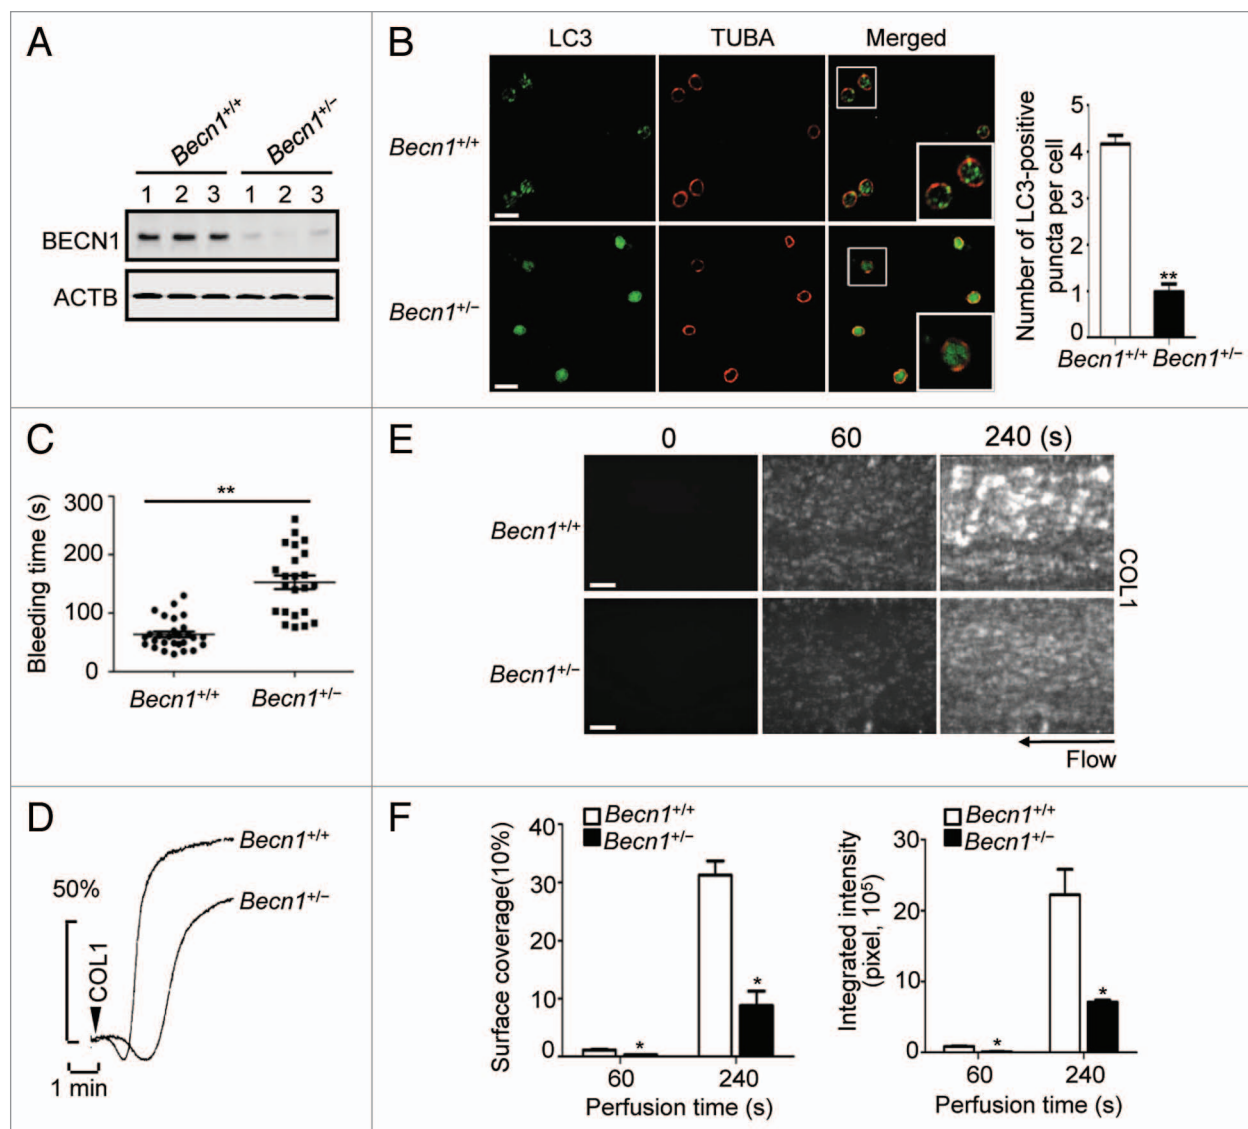 A
Becn1+/+
Becn1+/−
1 2 3 1 2 3
BECN1
ACTB
B
LC3 TUBA Merged
Becn1+/+
Becn1+/−
Number of LC3-positive
puncta per cell
5
4
3
2
1
0
**
Becn1+/+ Becn1+/−
C
Bleeding time (s)
300
200
100
0
**
Becn1+/+ Becn1+/−
E
0 60 240 (s)
Becn1+/+
Becn1+/−
COL1
Flow
D
50%
COL1
1 min
Becn1+/+
Becn1+/−
F
Becn1+/+
Becn1+/−
Surface coverage(10%)
40
30
20
10
0
*
*
60 240
Perfusion time (s)
Becn1+/+
Becn1+/−
Integrated intensity
(pixel, 10⁵)
30
20
10
0
*
*
60 240
Perfusion time (s)